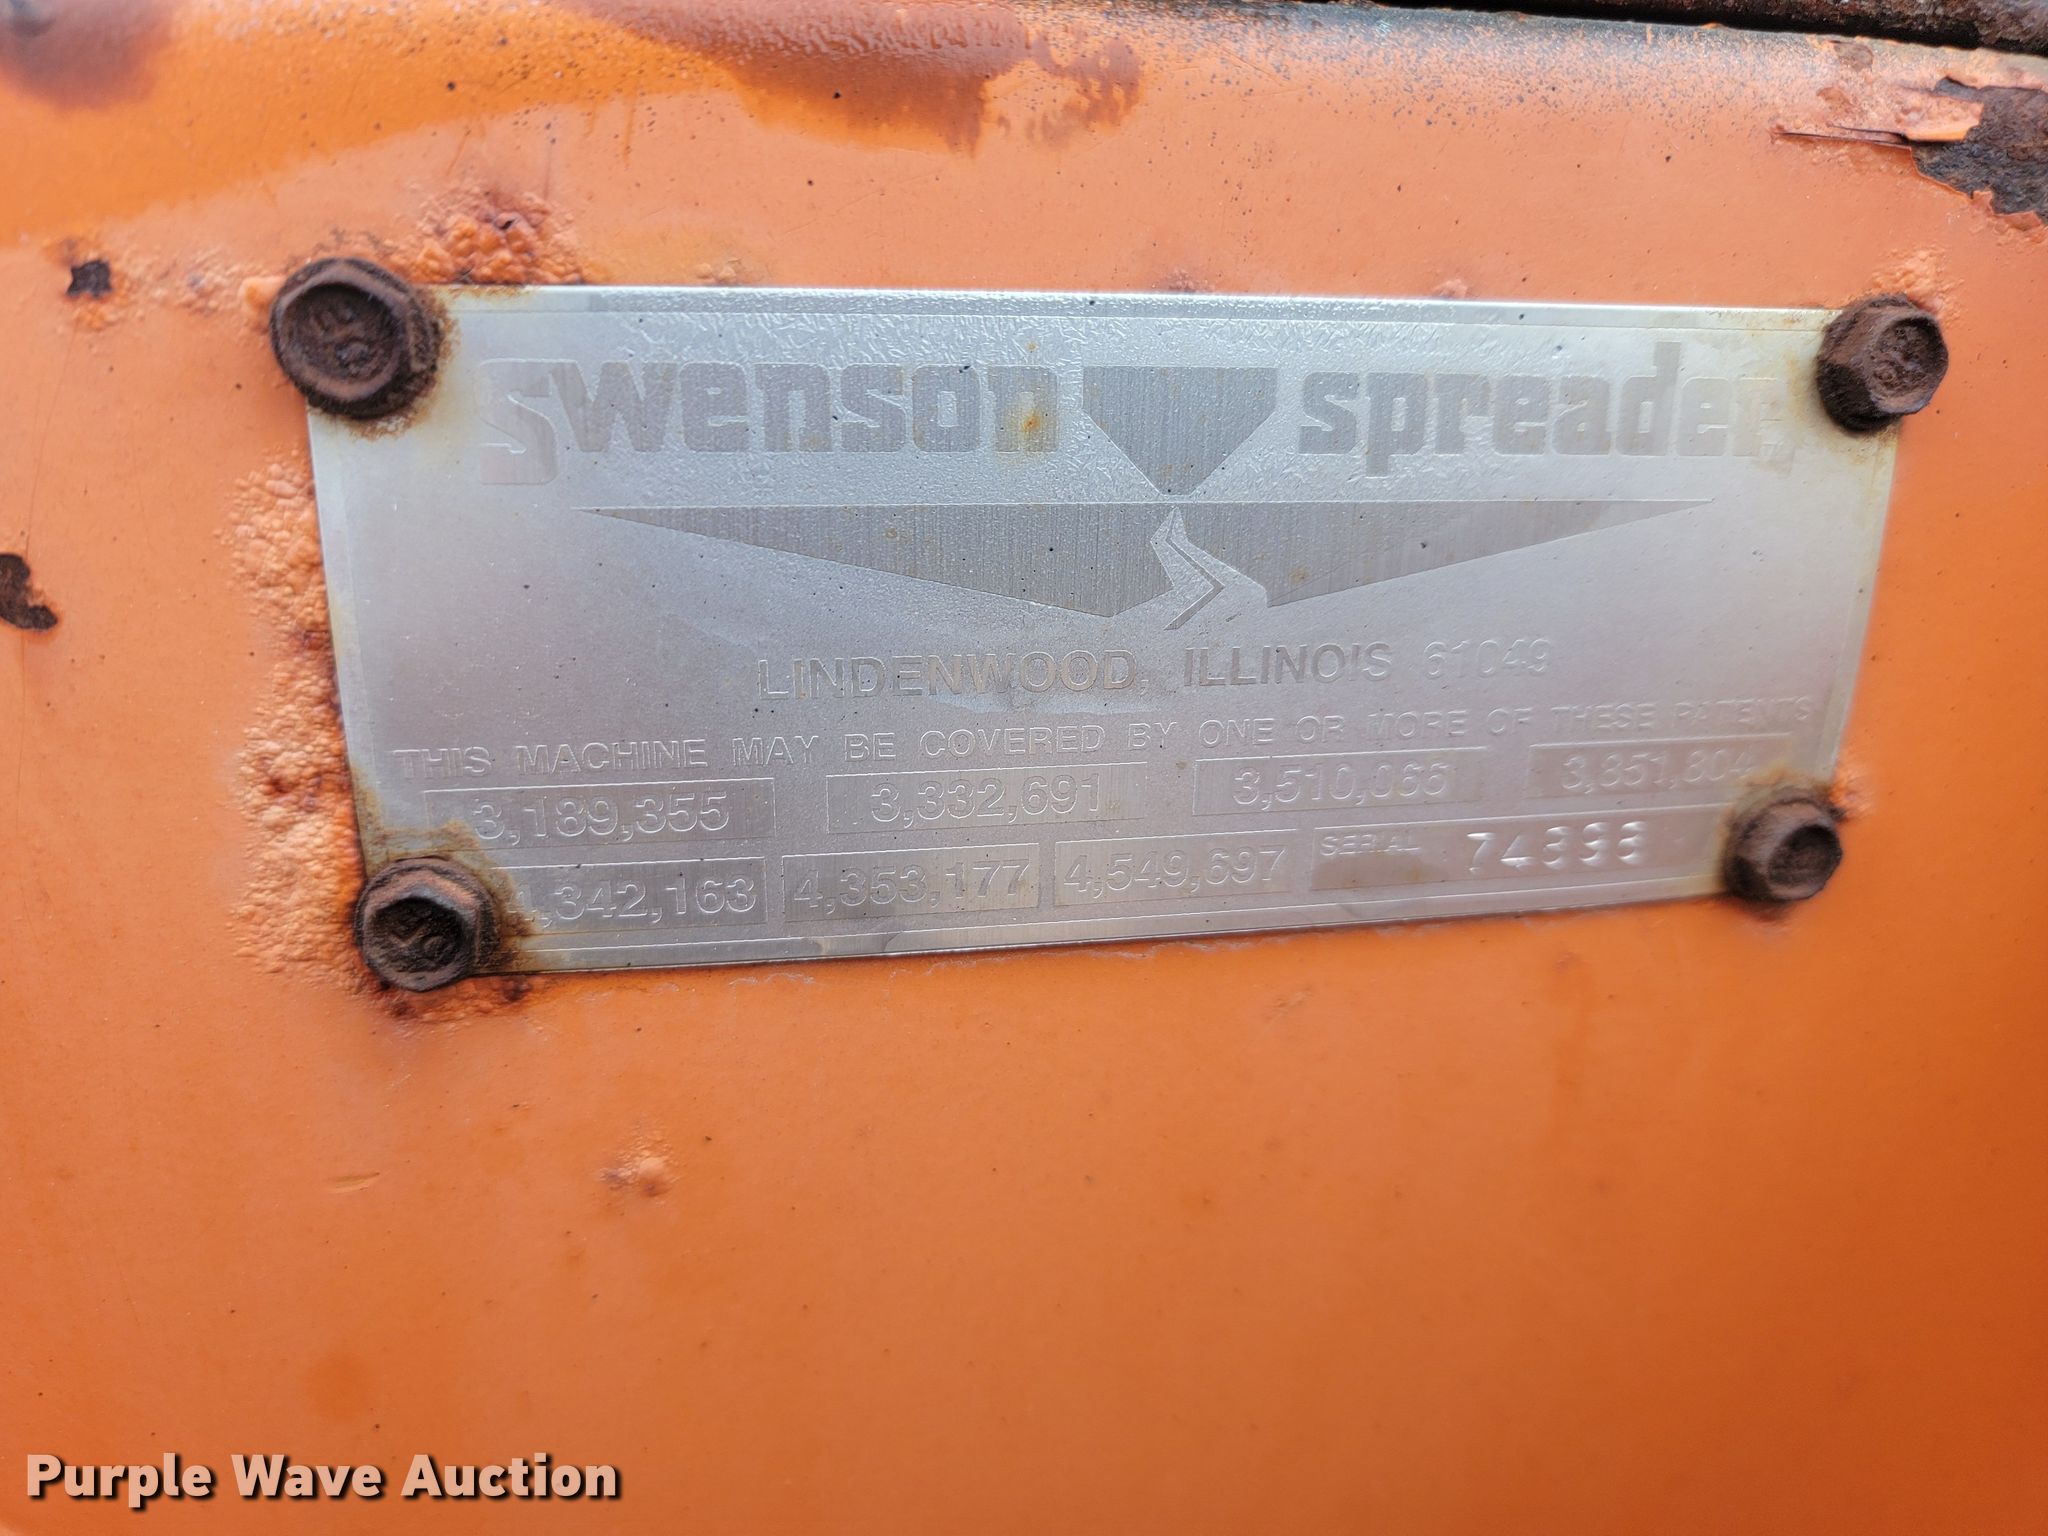 Swenson spreader
LINDENWOOD, ILLINOIS 61049
THIS MACHINE MAY BE COVERED BY ONE OR MORE OF THESE PATENTS
3,189,355 3,332,691 3,510,066 3,851,804
4,342,163 4,353,177 4,549,697 SERIAL
Purple Wave Auction